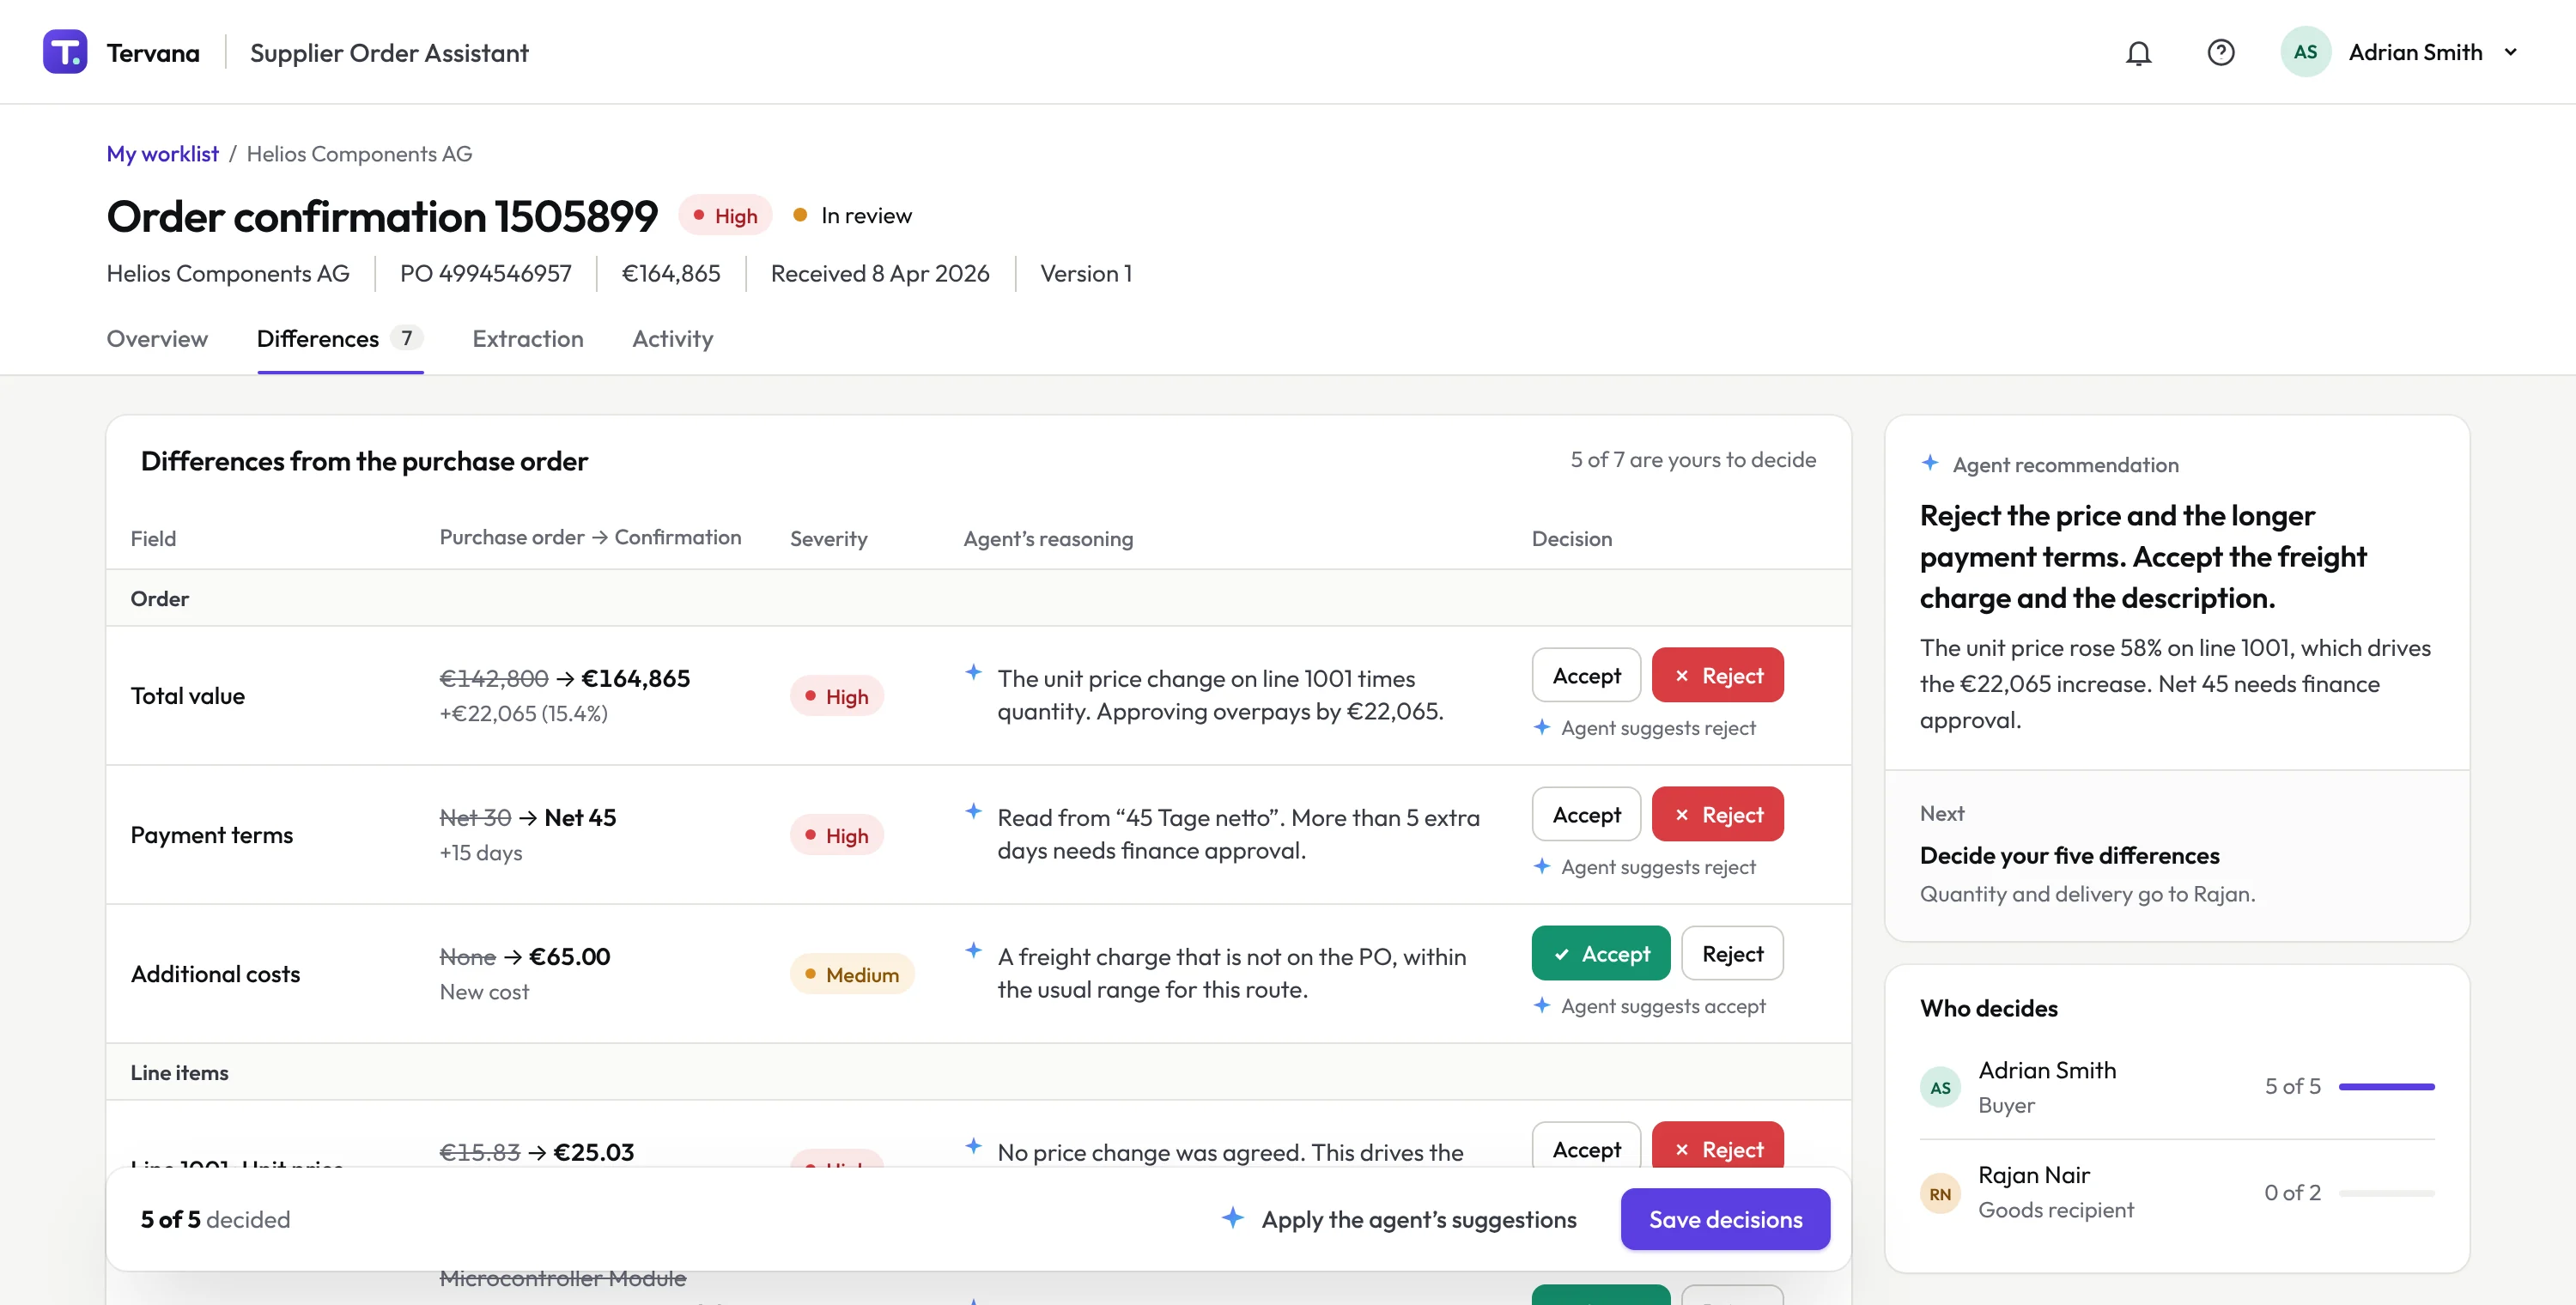 T.
Tervana
Supplier Order Assistant
AS
Adrian Smith
My worklist / Helios Components AG
Order confirmation 1505899
High
In review
Helios Components AG
PO 4994546957
€164,865
Received 8 Apr 2026
Version 1
Overview
Differences 7
Extraction
Activity
Differences from the purchase order
5 of 7 are yours to decide
Field
Purchase order → Confirmation
Severity
Agent’s reasoning
Decision
Order
Total value
€142,800 → €164,865
+€22,065 (15.4%)
High
The unit price change on line 1001 times
quantity. Approving overpays by €22,065.
Accept
× Reject
Agent suggests reject
Payment terms
Net 30 → Net 45
+15 days
High
Read from “45 Tage netto”. More than 5 extra
days needs finance approval.
Accept
× Reject
Agent suggests reject
Additional costs
None → €65.00
New cost
Medium
A freight charge that is not on the PO, within
the usual range for this route.
✓ Accept
Reject
Agent suggests accept
Line items
€15.83 → €25.03
No price change was agreed. This drives the
Accept
× Reject
5 of 5 decided
Apply the agent’s suggestions
Save decisions
Microcontroller Module
Agent recommendation
Reject the price and the longer
payment terms. Accept the freight
charge and the description.
The unit price rose 58% on line 1001, which drives
the €22,065 increase. Net 45 needs finance
approval.
Next
Decide your five differences
Quantity and delivery go to Rajan.
Who decides
AS
Adrian Smith
Buyer
5 of 5
RN
Rajan Nair
Goods recipient
0 of 2